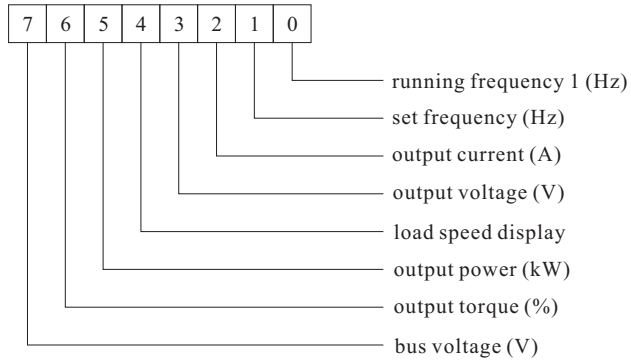 7 6 5 4 3 2 1 0
running frequency 1 (Hz)
set frequency (Hz)
output current (A)
output voltage (V)
load speed display
output power (kW)
output torque (%)
bus voltage (V)